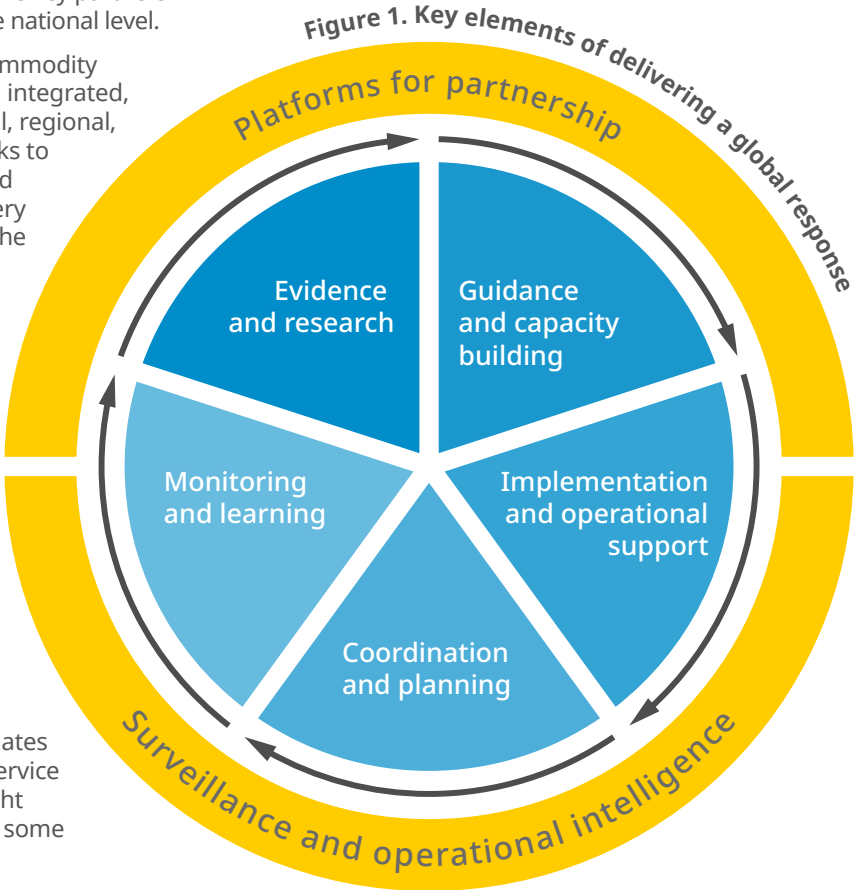 e national level.
ommodity
integrated,
l, regional,
ks to
d
ery
he
Figure 1. Key elements of delivering a global response
Platforms for partnership
Evidence
and research
Guidance
and capacity
building
Implementation
and operational
support
Coordination
and planning
Monitoring
and learning
Surveillance and operational intelligence
ates
ervice
ht
some